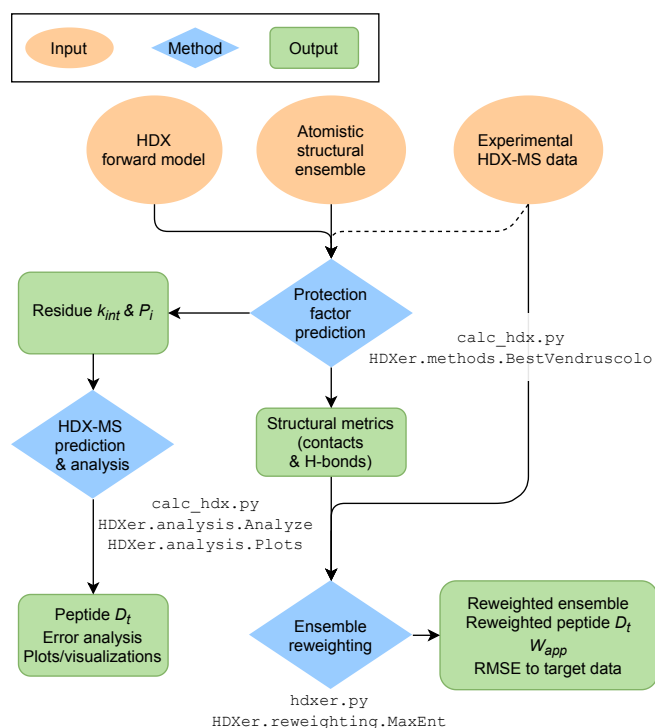 Input
Method
Output
HDX
forward model
Atomistic
structural
ensemble
Experimental
HDX-MS data
Protection
factor
prediction
Residue kint & Pi
calc_hdx.py
HDXer.methods.BestVendruscolo
HDX-MS
prediction
& analysis
Structural metrics
(contacts
& H-bonds)
calc_hdx.py
HDXer.analysis.Analyze
HDXer.analysis.Plots
Peptide Dt
Error analysis
Plots/visualizations
Ensemble
reweighting
Reweighted ensemble
Reweighted peptide Dt
Wapp
RMSE to target data
hdxer.py
HDXer.reweighting.MaxEnt